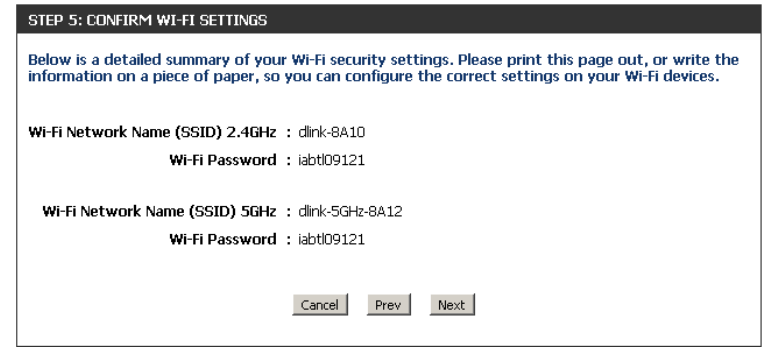 STEP 5: CONFIRM WI-FI SETTINGS
Below is a detailed summary of your Wi-Fi security settings. Please print this page out, or write the
information on a piece of paper, so you can configure the correct settings on your Wi-Fi devices.
Wi-Fi Network Name (SSID) 2.4GHz : dlink-8A10
Wi-Fi Password : iabtl09121
Wi-Fi Network Name (SSID) 5GHz : dlink-5GHz-8A12
Wi-Fi Password : iabtl09121
Cancel Prev Next